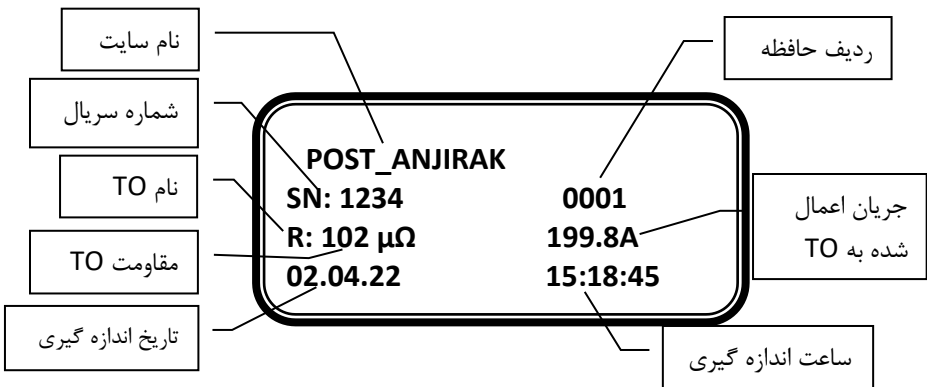 نام سایت
ردیف حافظه
شماره سریال
نام TO
مقاومت TO
تاریخ اندازه گیری
POST_ANJIRAK
SN: 1234 0001
R: 102 µΩ 199.8A
02.04.22 15:18:45
جریان اعمال
شده به TO
ساعت اندازه گیری